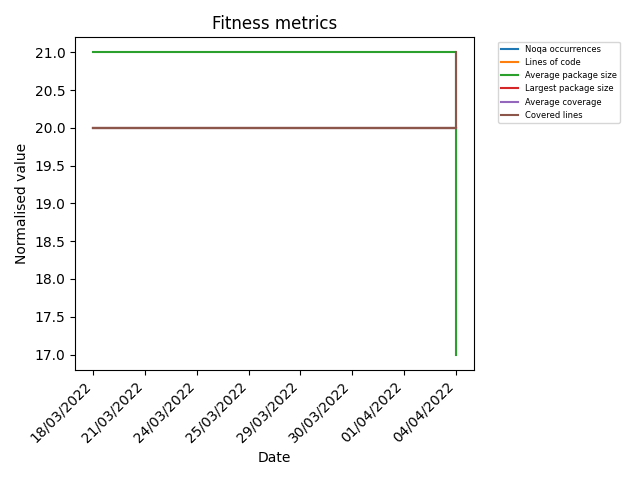 Fitness metrics
Noqa occurrences
Lines of code
Average package size
Largest package size
Average coverage
Covered lines
Normalised value
21.0
20.5
20.0
19.5
19.0
18.5
18.0
17.5
17.0
18/03/2022
21/03/2022
24/03/2022
25/03/2022
29/03/2022
30/03/2022
01/04/2022
04/04/2022
Date